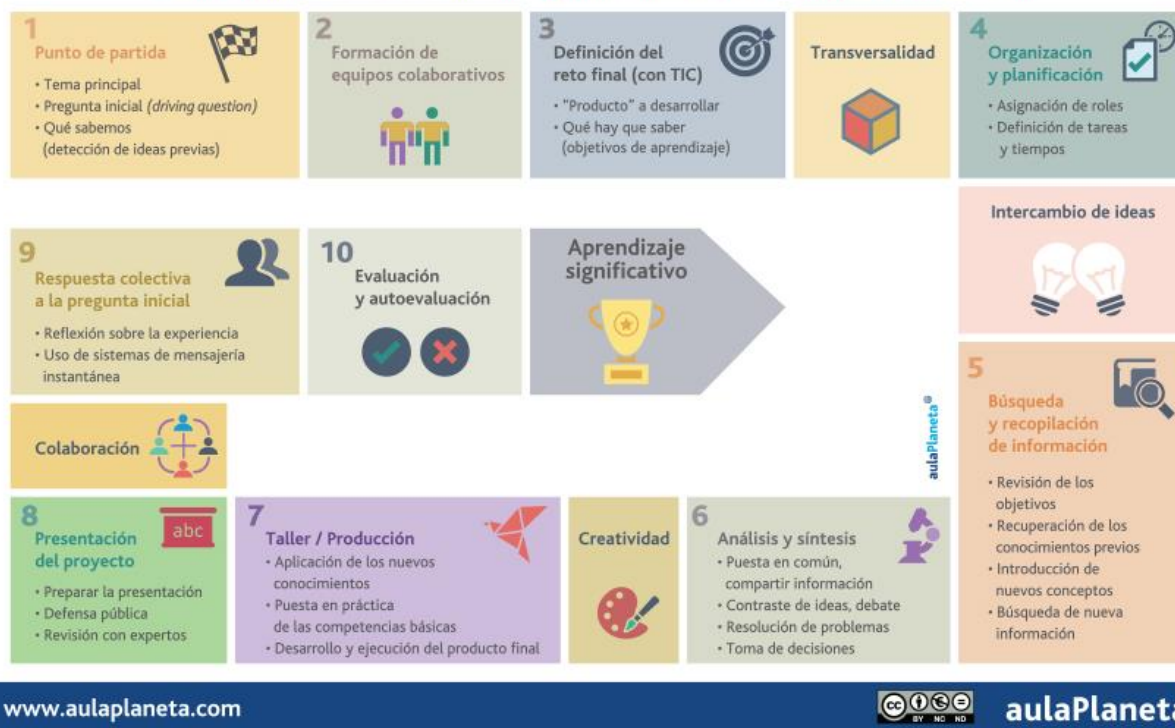 1
Punto de partida
• Tema principal
• Pregunta inicial (driving question)
• Qué sabemos
(detección de ideas previas)
2
Formación de
equipos colaborativos
3
Definición del
reto final (con TIC)
• "Producto" a desarrollar
• Qué hay que saber
(objetivos de aprendizaje)
Transversalidad
4
Organización
y planificación
• Asignación de roles
• Definición de tareas
y tiempos
Intercambio de ideas
5
Búsqueda
y recopilación
de información
• Revisión de los
objetivos
• Recuperación de los
conocimientos previos
• Introducción de
nuevos conceptos
• Búsqueda de nueva
información
6
Análisis y síntesis
• Puesta en común,
compartir información
• Contraste de ideas, debate
• Resolución de problemas
• Toma de decisiones
Creatividad
7
Taller / Producción
• Aplicación de los nuevos
conocimientos
• Puesta en práctica
de las competencias básicas
• Desarrollo y ejecución del producto final
8
abc
Presentación
del proyecto
• Preparar la presentación
• Defensa pública
• Revisión con expertos
Colaboración
9
Respuesta colectiva
a la pregunta inicial
• Reflexión sobre la experiencia
• Uso de sistemas de mensajería
instantánea
10
Evaluación
y autoevaluación
Aprendizaje
significativo
aulaPlaneta
www.aulaplaneta.com
cc BY NC ND
aulaPlaneta